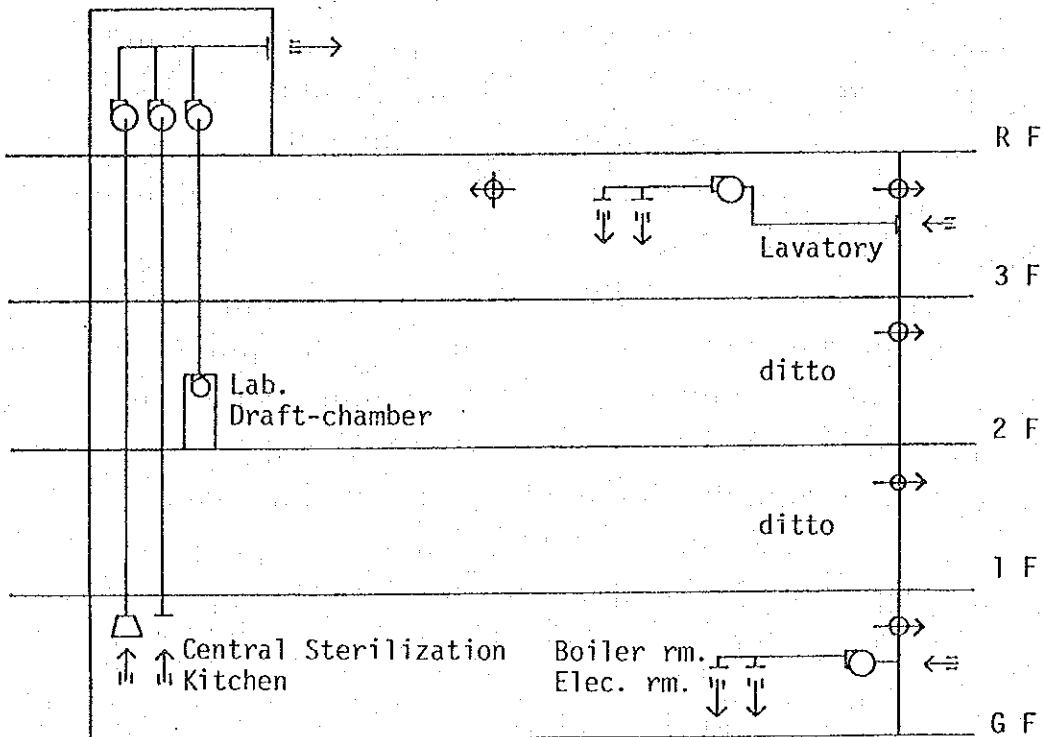 R F
Lavatory
3 F
ditto
Lab.
Draft-chamber
2 F
ditto
1 F
Central Sterilization
Kitchen
Boiler rm.
Elec. rm.
G F